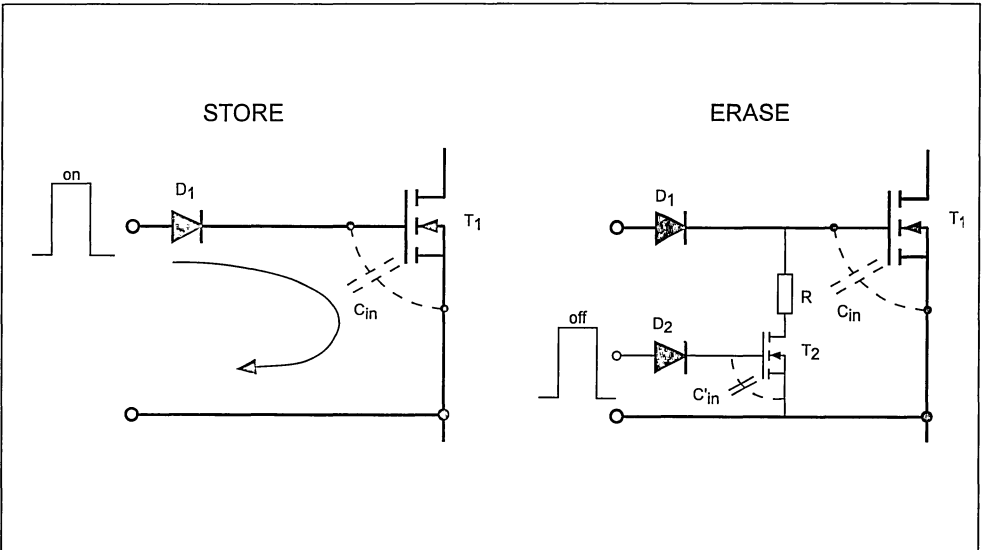 STORE
on
D1
T1
Cin
ERASE
D1
T1
R
Cin
off
D2
T2
C'in